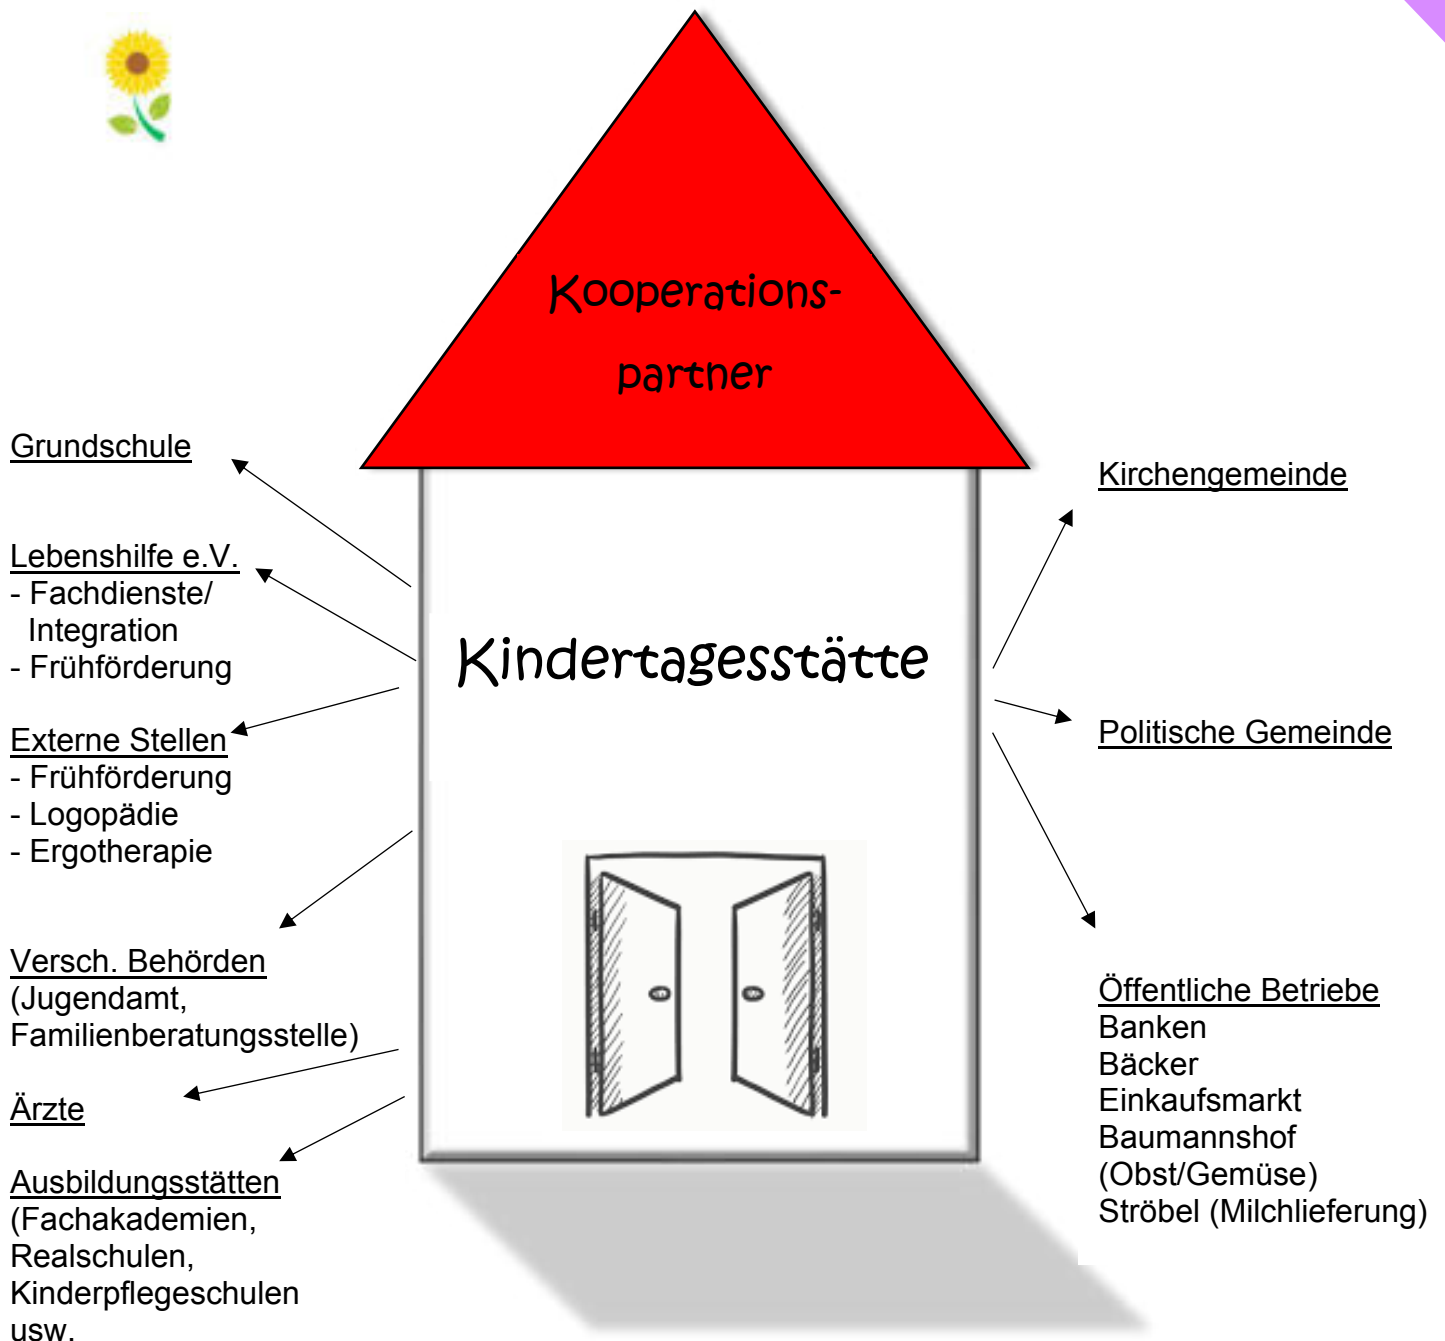 Kooperations-
partner
Kindertagesstätte
Grundschule
Lebenshilfe e.V.
- Fachdienste/
Integration
- Frühförderung
Externe Stellen
- Frühförderung
- Logopädie
- Ergotherapie
Versch. Behörden
(Jugendamt,
Familienberatungsstelle)
Ärzte
Ausbildungsstätten
(Fachakademien,
Realschulen,
Kinderpflegeschulen
usw.
Kirchengemeinde
Politische Gemeinde
Öffentliche Betriebe
Banken
Bäcker
Einkaufsmarkt
Baumannshof
(Obst/Gemüse)
Ströbel (Milchlieferung)